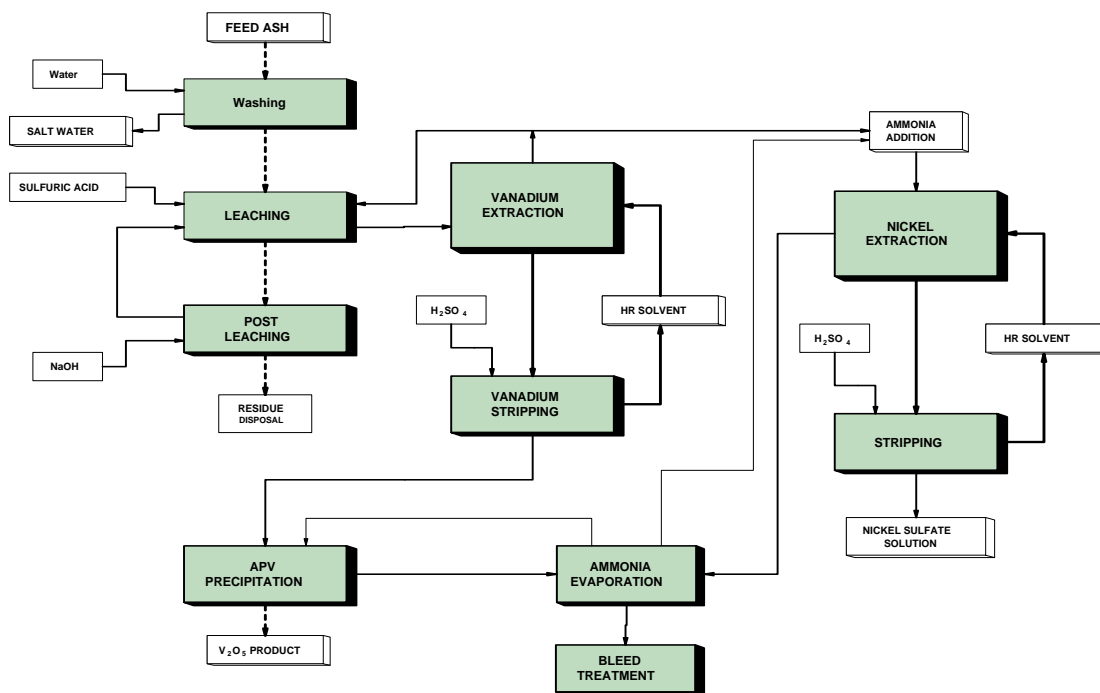 FEED ASH
Water
Washing
SALT WATER
AMMONIA
ADDITION
SULFURIC ACID
LEACHING
VANADIUM
EXTRACTION
NICKEL
EXTRACTION
POST
LEACHING
H₂SO₄
HR SOLVENT
H₂SO₄
HR SOLVENT
NaOH
VANADIUM
STRIPPING
RESIDUE
DISPOSAL
STRIPPING
NICKEL SULFATE
SOLUTION
APV
PRECIPITATION
AMMONIA
EVAPORATION
V₂O₅ PRODUCT
BLEED
TREATMENT